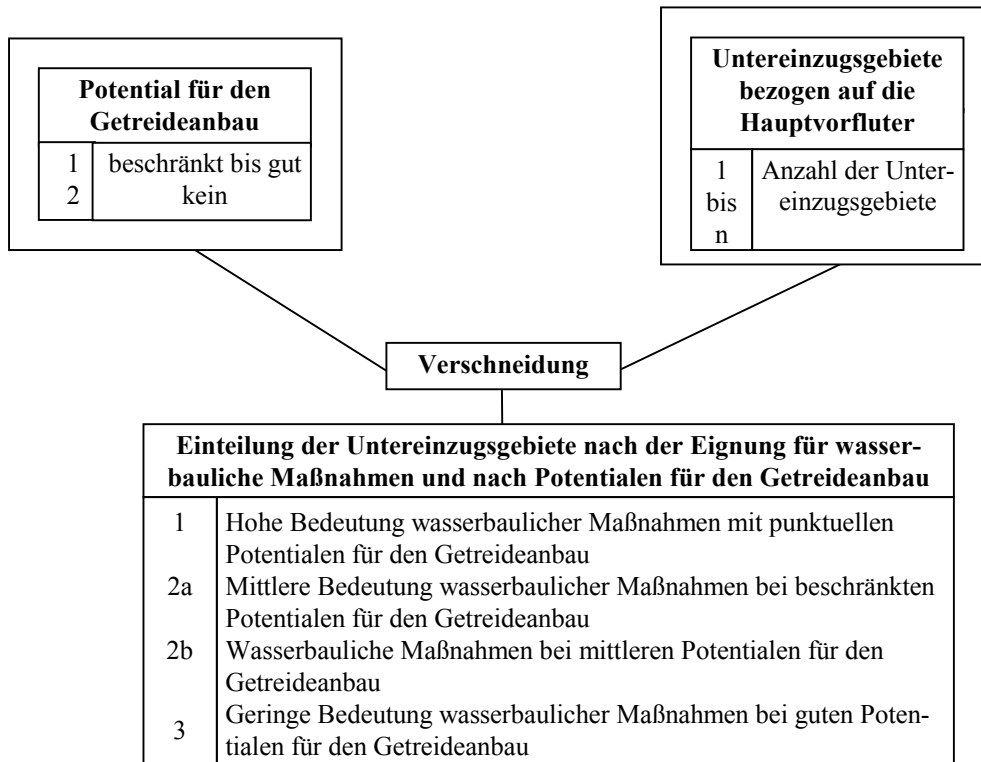 Potential für den
Getreideanbau
1 beschränkt bis gut
2 kein
Untereinzugsgebiete
bezogen auf die
Hauptvorfluter
1 Anzahl der Unter-
bis einzugsgebiete
n
Verschneidung
Einteilung der Untereinzugsgebiete nach der Eignung für wasser-
bauliche Maßnahmen und nach Potentialen für den Getreideanbau
1 Hohe Bedeutung wasserbaulicher Maßnahmen mit punktuellen
Potentialen für den Getreideanbau
2a Mittlere Bedeutung wasserbaulicher Maßnahmen bei beschränkten
Potentialen für den Getreideanbau
2b Wasserbauliche Maßnahmen bei mittleren Potentialen für den
Getreideanbau
3 Geringe Bedeutung wasserbaulicher Maßnahmen bei guten Poten-
tialen für den Getreideanbau